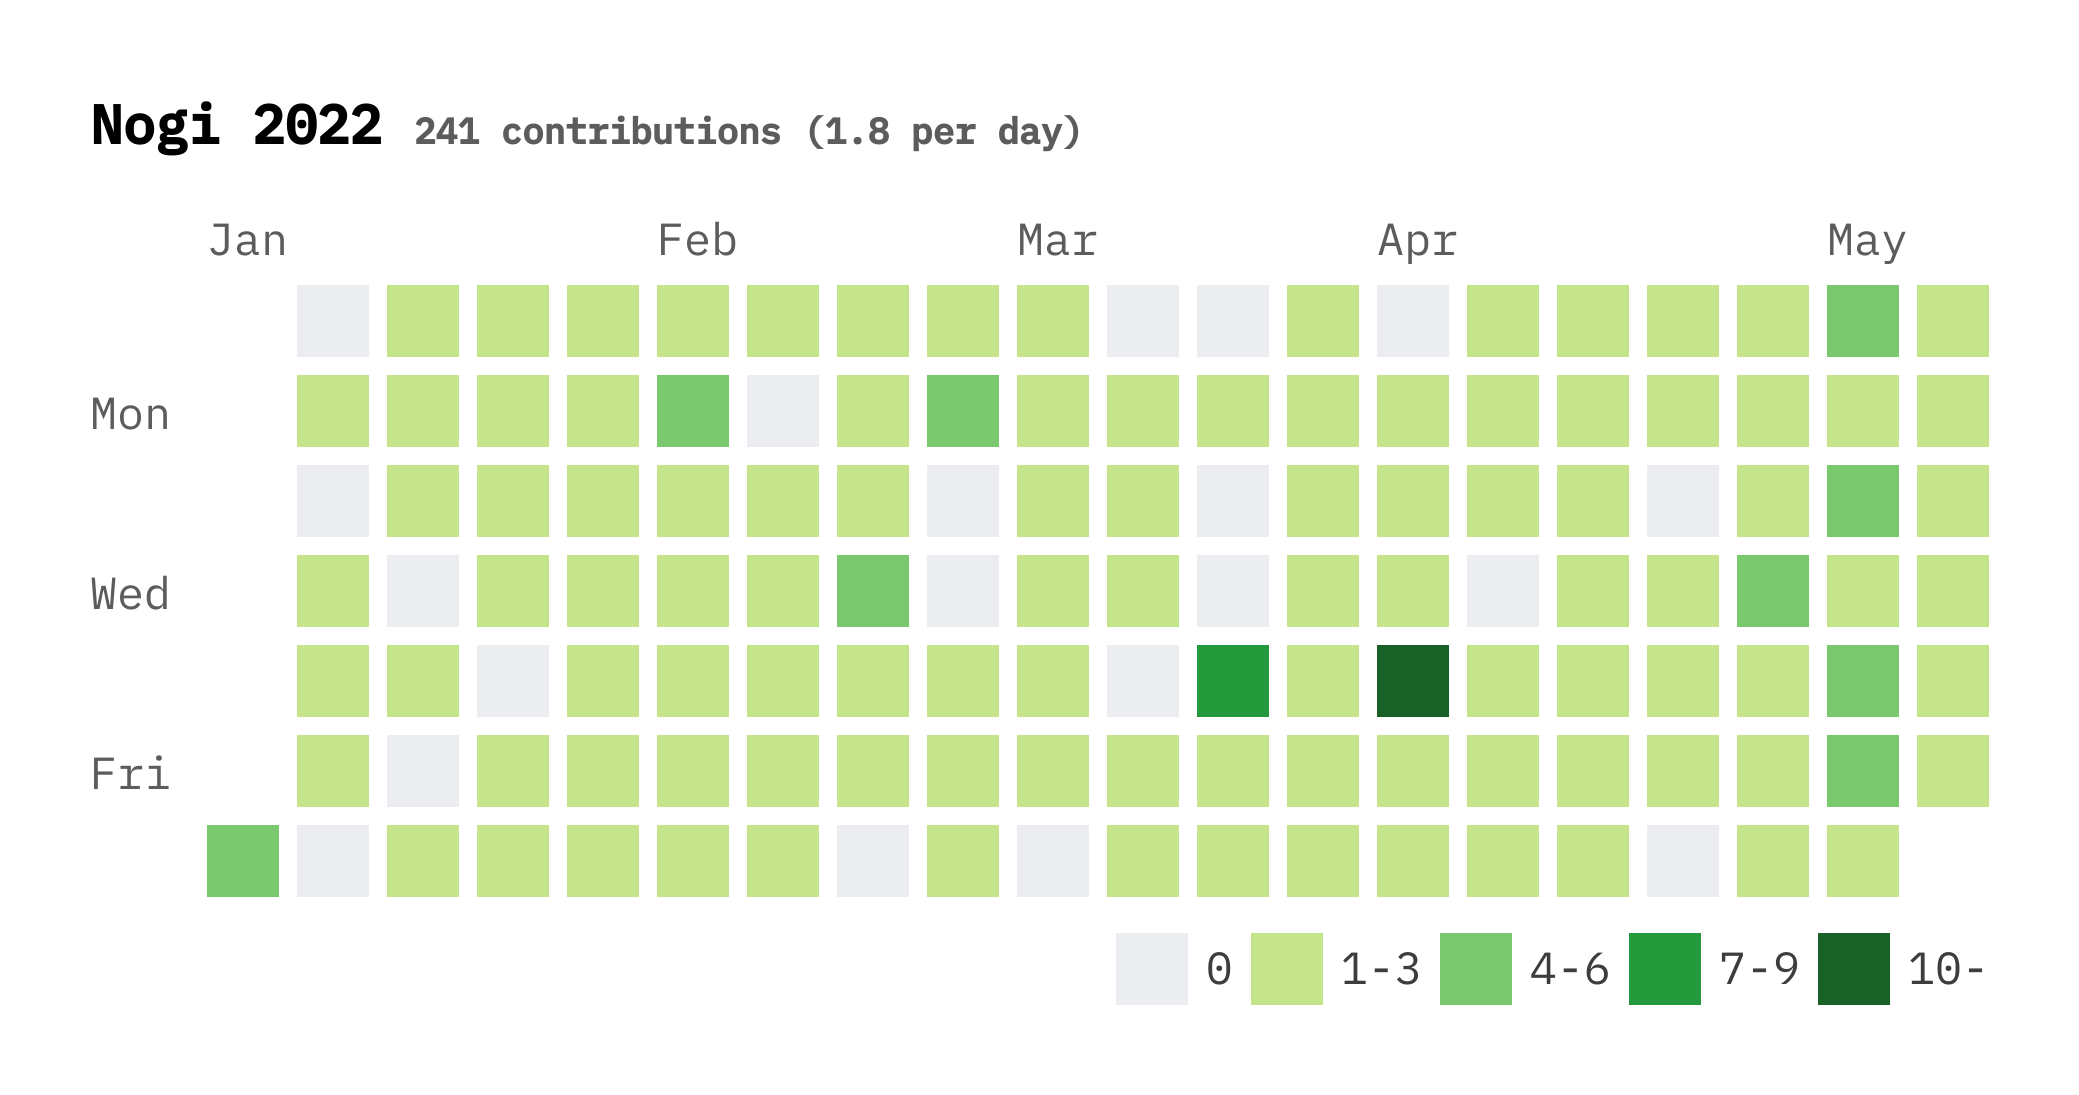 Nogi 2022 241 contributions (1.8 per day)
Jan Feb Mar Apr May
Mon
Wed
Fri
0 1-3 4-6 7-9 10-